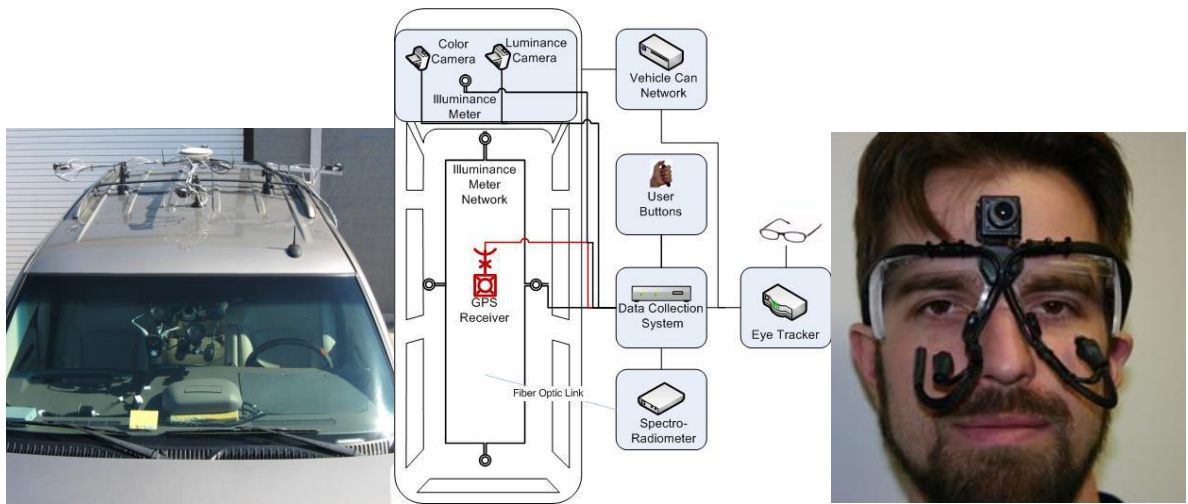 Color
Camera
Luminance
Camera
Illuminance
Meter
Vehicle Can
Network
Illuminance
Meter
Network
User
Buttons
GPS
Receiver
Data Collection
System
Eye Tracker
Fiber Optic Link
Spectro-
Radiometer